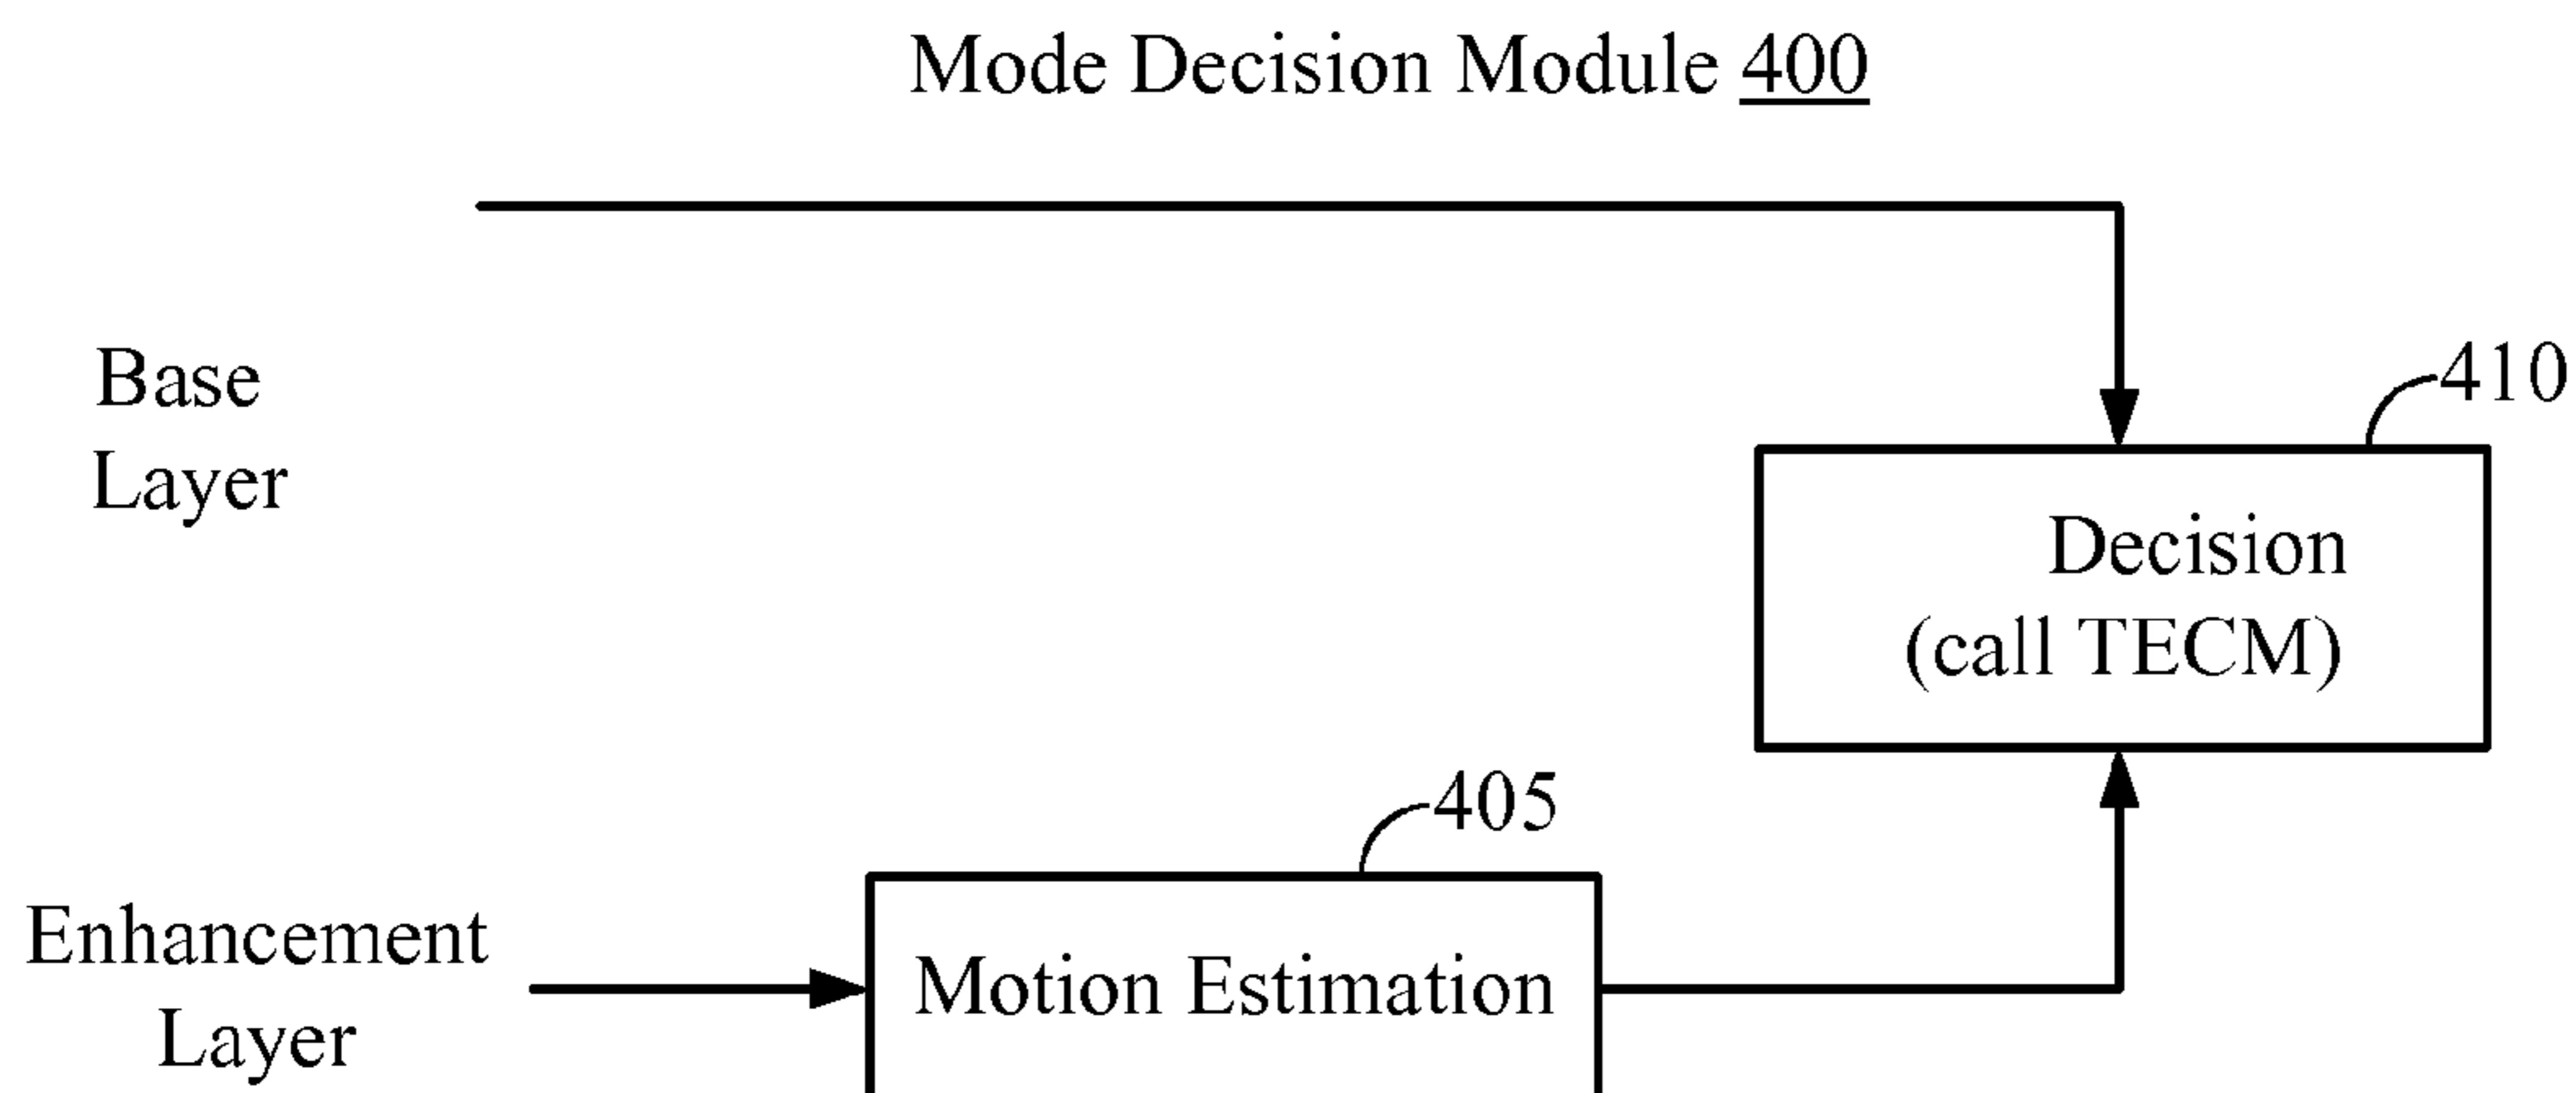 Mode Decision Module 400
Base
Layer
410
Decision
(call TECM)
405
Enhancement
Layer
Motion Estimation